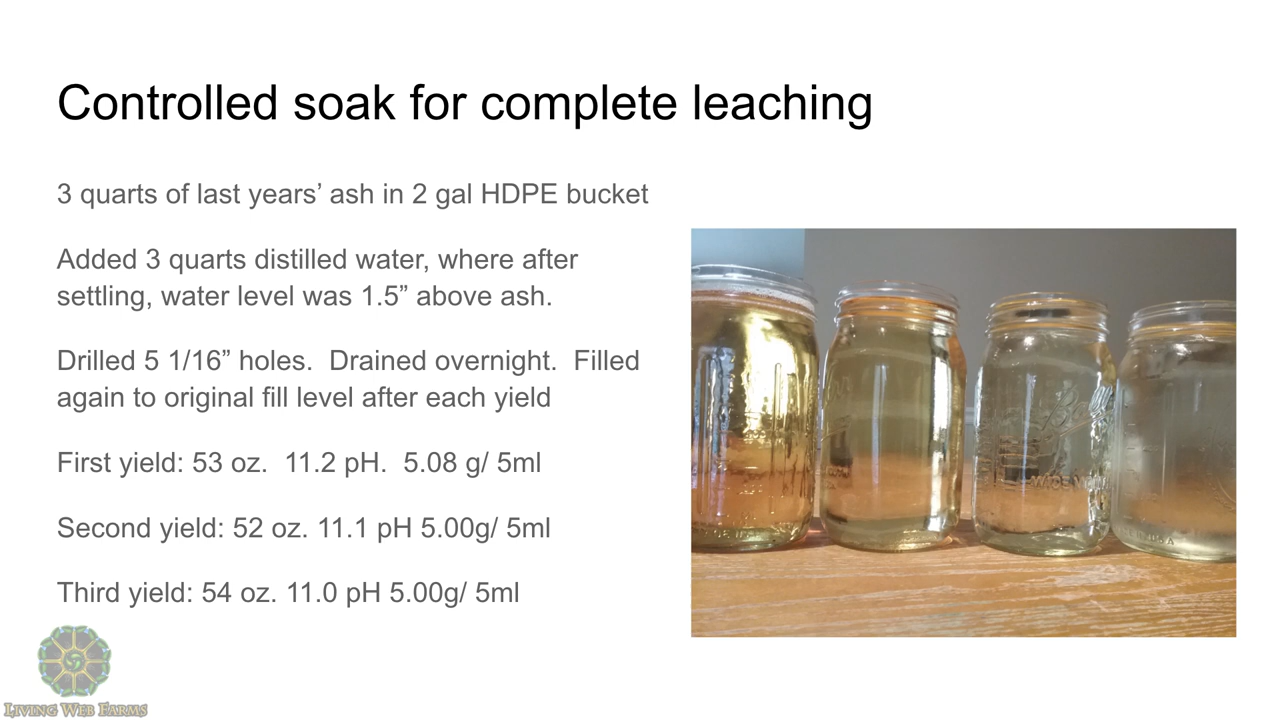 Controlled soak for complete leaching
3 quarts of last years’ ash in 2 gal HDPE bucket
Added 3 quarts distilled water, where after
settling, water level was 1.5” above ash.
Drilled 5 1/16” holes.  Drained overnight.  Filled
again to original fill level after each yield
First yield: 53 oz.  11.2 pH.  5.08 g/ 5ml
Second yield: 52 oz. 11.1 pH 5.00g/ 5ml
Third yield: 54 oz. 11.0 pH 5.00g/ 5ml
Ball
WIDE MOUTH
LIVING WEB FARMS